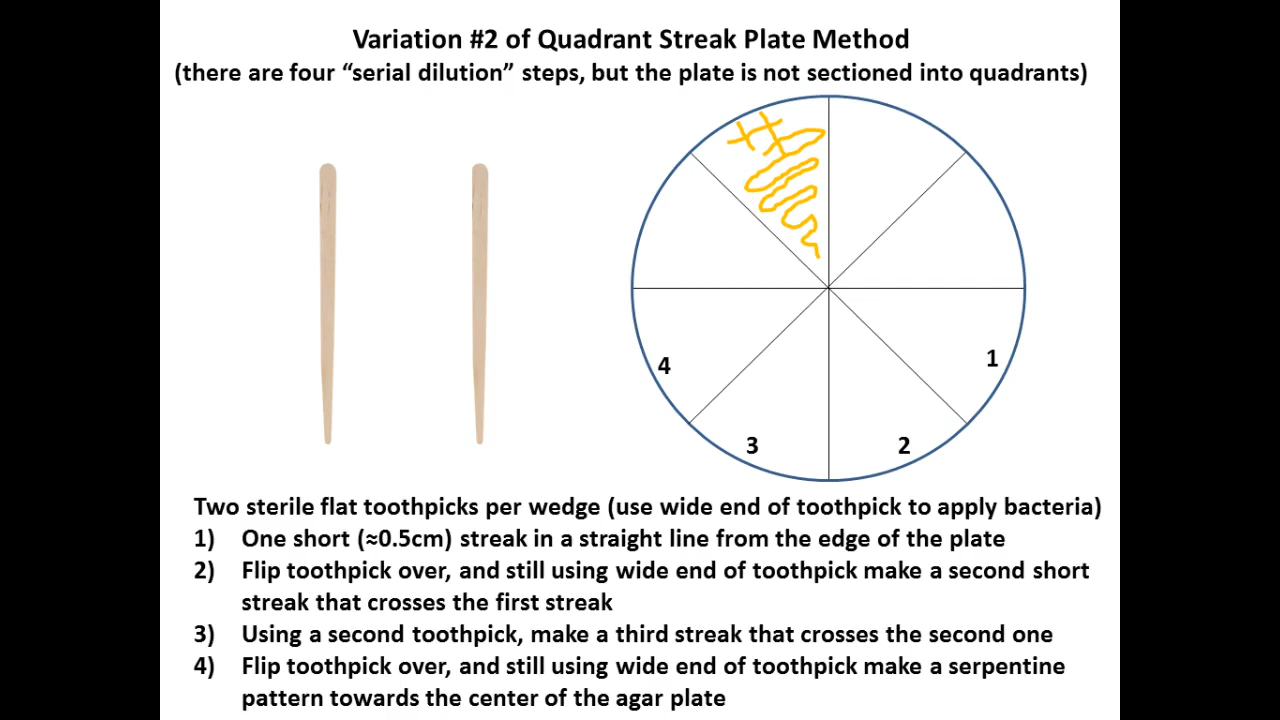 Variation #2 of Quadrant Streak Plate Method
(there are four “serial dilution” steps, but the plate is not sectioned into quadrants)
4
1
3
2
Two sterile flat toothpicks per wedge (use wide end of toothpick to apply bacteria)
1) One short (≈0.5cm) streak in a straight line from the edge of the plate
2) Flip toothpick over, and still using wide end of toothpick make a second short
streak that crosses the first streak
3) Using a second toothpick, make a third streak that crosses the second one
4) Flip toothpick over, and still using wide end of toothpick make a serpentine
pattern towards the center of the agar plate